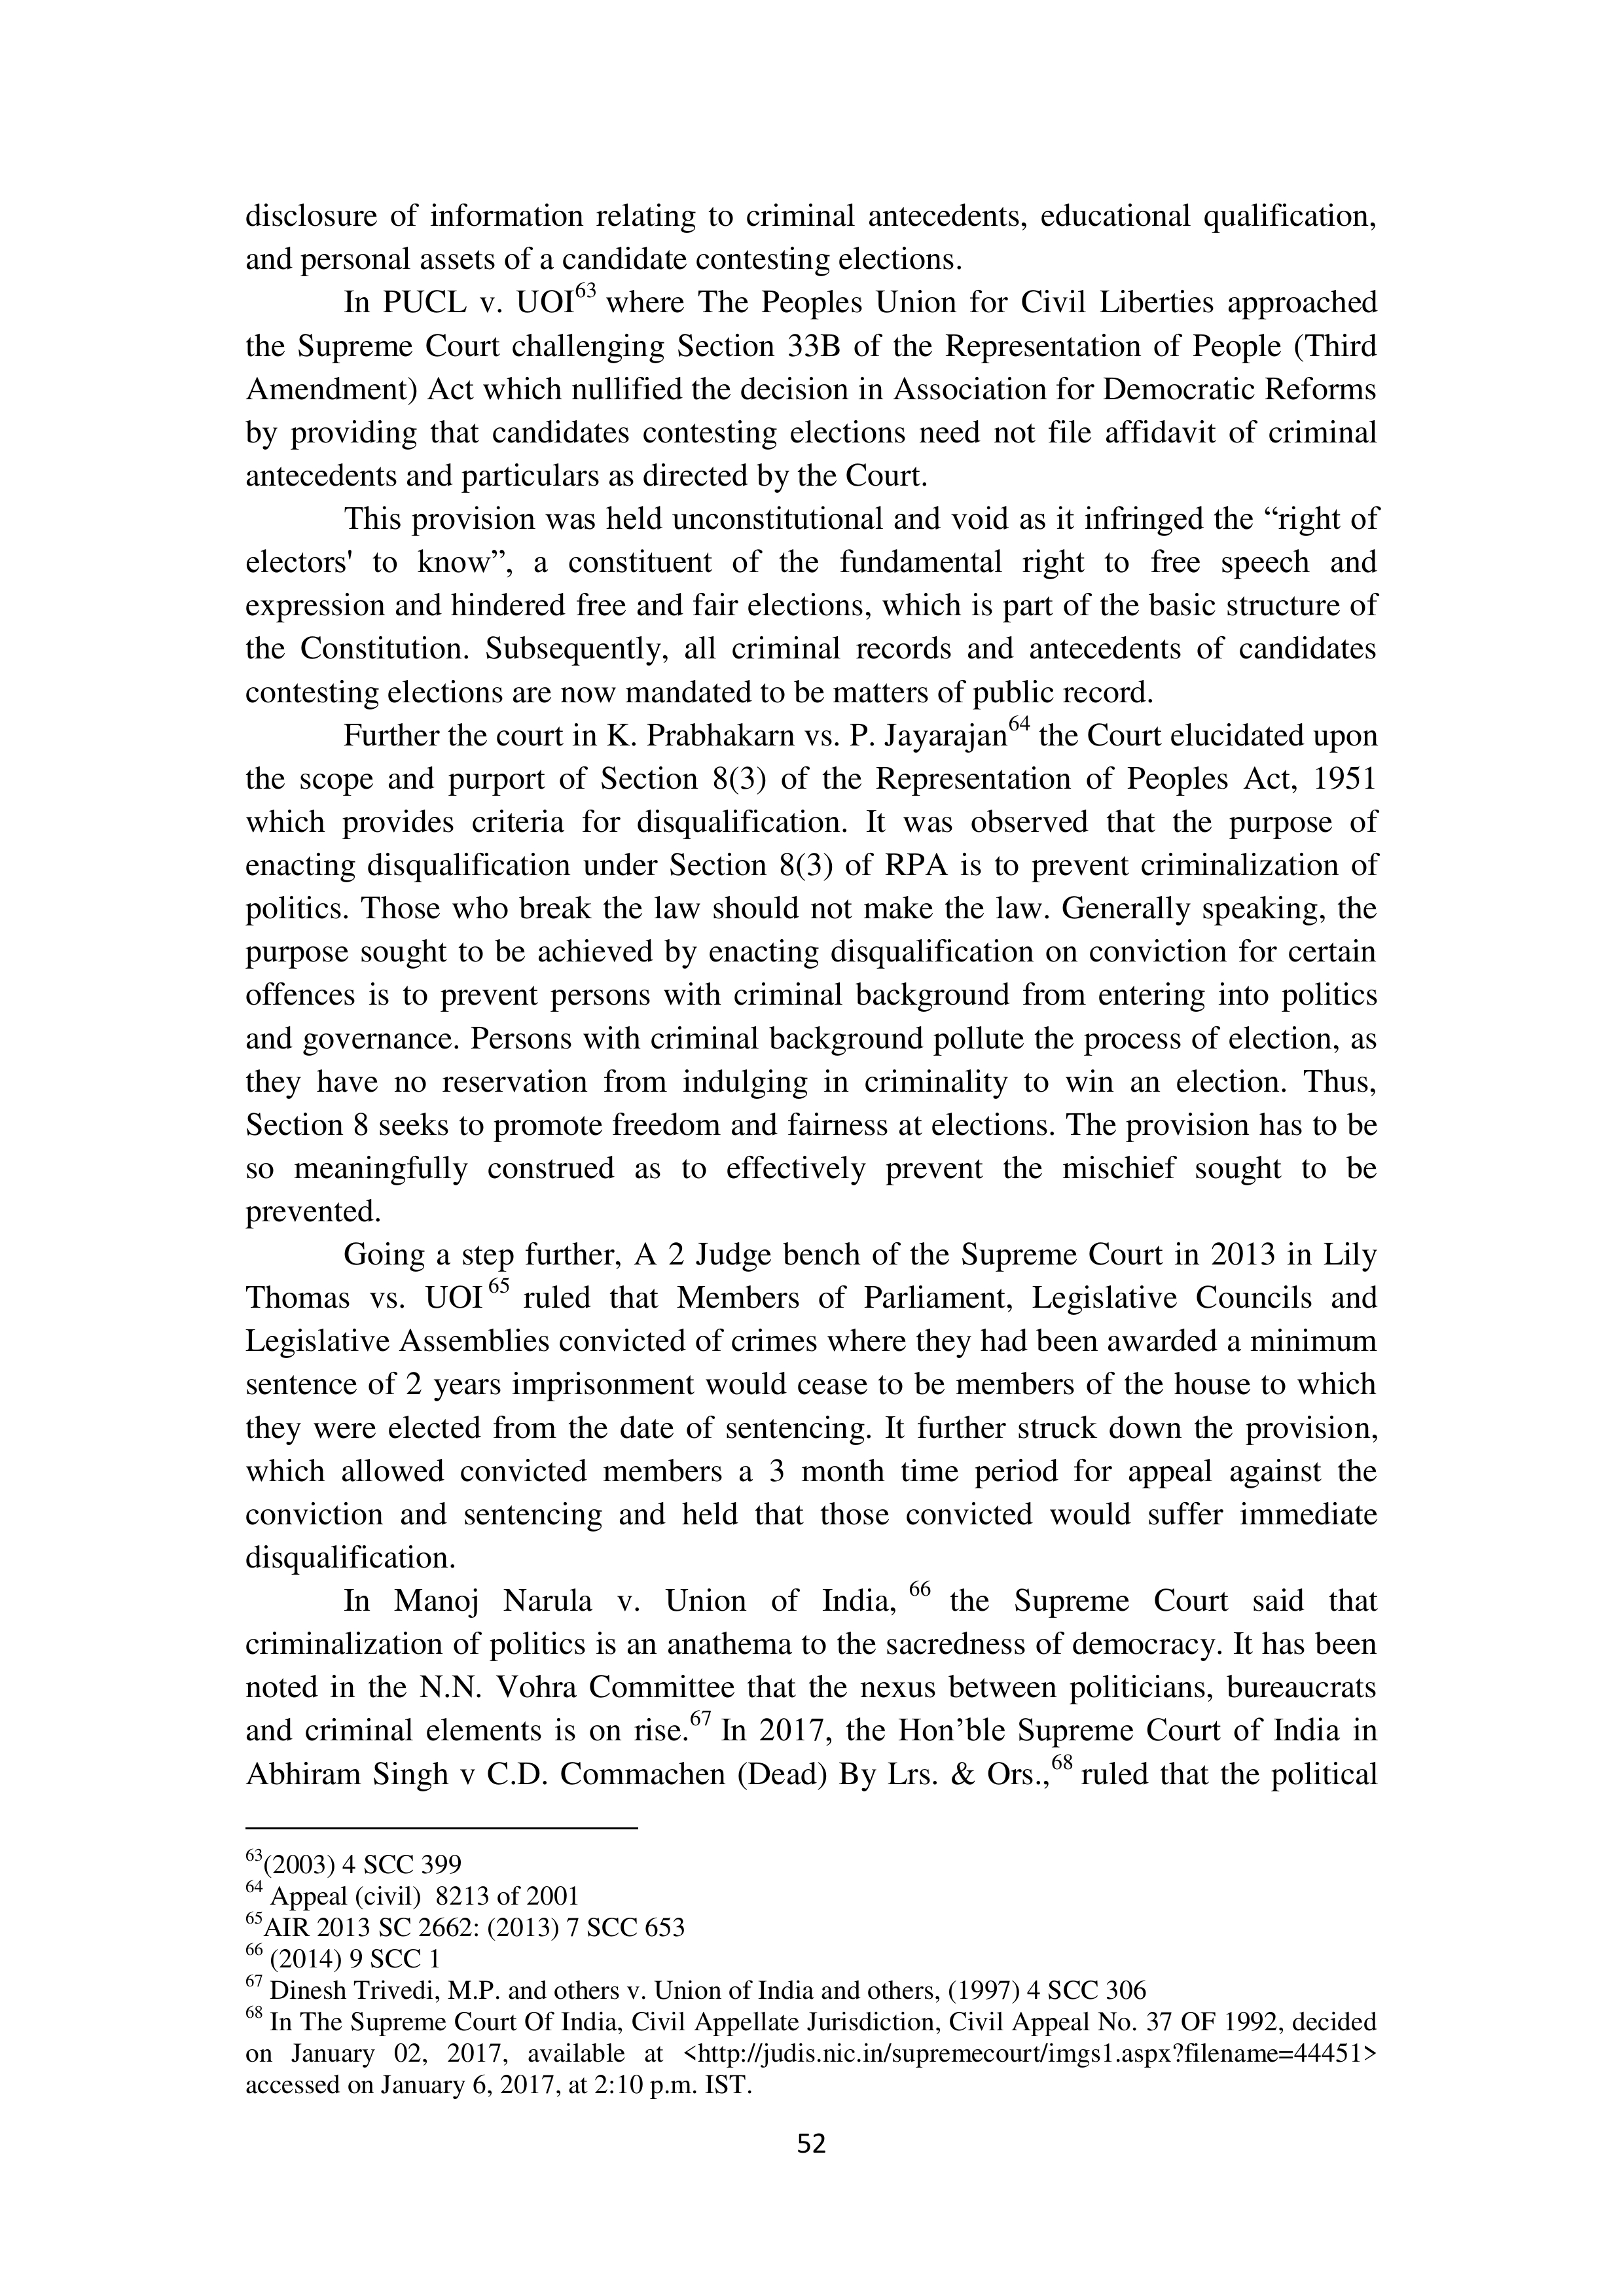 disclosure of information relating to criminal antecedents, educational qualification,
and personal assets of a candidate contesting elections.
In PUCL v. UOI63 where The Peoples Union for Civil Liberties approached
the Supreme Court challenging Section 33B of the Representation of People (Third
Amendment) Act which nullified the decision in Association for Democratic Reforms
by providing that candidates contesting elections need not file affidavit of criminal
antecedents and particulars as directed by the Court.
This provision was held unconstitutional and void as it infringed the “right of
electors' to know”, a constituent of the fundamental right to free speech and
expression and hindered free and fair elections, which is part of the basic structure of
the Constitution. Subsequently, all criminal records and antecedents of candidates
contesting elections are now mandated to be matters of public record.
Further the court in K. Prabhakarn vs. P. Jayarajan64 the Court elucidated upon
the scope and purport of Section 8(3) of the Representation of Peoples Act, 1951
which provides criteria for disqualification. It was observed that the purpose of
enacting disqualification under Section 8(3) of RPA is to prevent criminalization of
politics. Those who break the law should not make the law. Generally speaking, the
purpose sought to be achieved by enacting disqualification on conviction for certain
offences is to prevent persons with criminal background from entering into politics
and governance. Persons with criminal background pollute the process of election, as
they have no reservation from indulging in criminality to win an election. Thus,
Section 8 seeks to promote freedom and fairness at elections. The provision has to be
so meaningfully construed as to effectively prevent the mischief sought to be
prevented.
Going a step further, A 2 Judge bench of the Supreme Court in 2013 in Lily
Thomas vs. UOI65 ruled that Members of Parliament, Legislative Councils and
Legislative Assemblies convicted of crimes where they had been awarded a minimum
sentence of 2 years imprisonment would cease to be members of the house to which
they were elected from the date of sentencing. It further struck down the provision,
which allowed convicted members a 3 month time period for appeal against the
conviction and sentencing and held that those convicted would suffer immediate
disqualification.
In Manoj Narula v. Union of India, 66 the Supreme Court said that
criminalization of politics is an anathema to the sacredness of democracy. It has been
noted in the N.N. Vohra Committee that the nexus between politicians, bureaucrats
and criminal elements is on rise.67 In 2017, the Hon’ble Supreme Court of India in
Abhiram Singh v C.D. Commachen (Dead) By Lrs. & Ors.,68 ruled that the political
63(2003) 4 SCC 399
64 Appeal (civil) 8213 of 2001
65AIR 2013 SC 2662: (2013) 7 SCC 653
66 (2014) 9 SCC 1
67 Dinesh Trivedi, M.P. and others v. Union of India and others, (1997) 4 SCC 306
68 In The Supreme Court Of India, Civil Appellate Jurisdiction, Civil Appeal No. 37 OF 1992, decided
on January 02, 2017, available at <http://judis.nic.in/supremecourt/imgs1.aspx?filename=44451>
accessed on January 6, 2017, at 2:10 p.m. IST.
52